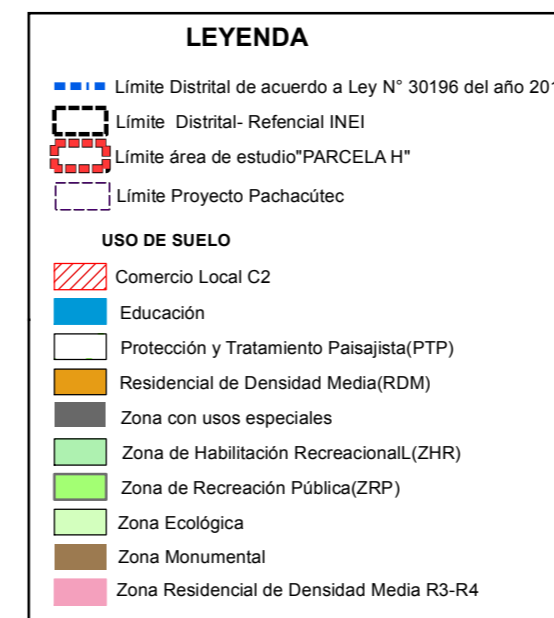 LEYENDA
Límite Distrital de acuerdo a Ley N° 30196 del año 201
Límite Distrital- Refencial INEI
Límite área de estudio"PARCELA H"
Límite Proyecto Pachacútec
USO DE SUELO
Comercio Local C2
Educación
Protección y Tratamiento Paisajista(PTP)
Residencial de Densidad Media(RDM)
Zona con usos especiales
Zona de Habilitación RecreacionalL(ZHR)
Zona de Recreación Pública(ZRP)
Zona Ecológica
Zona Monumental
Zona Residencial de Densidad Media R3-R4